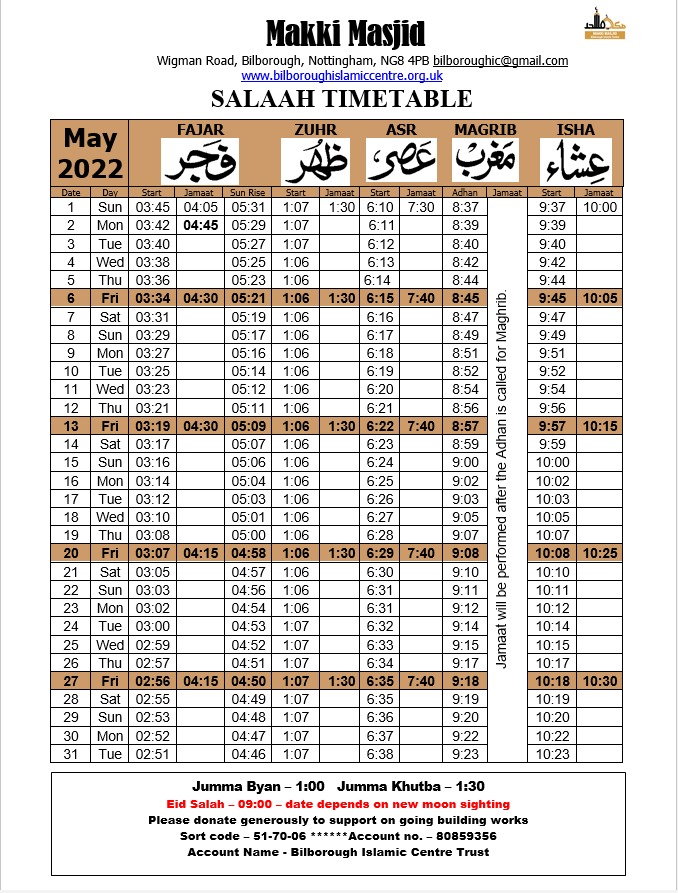 Makki Masjid
Wigman Road, Bilborough, Nottingham, NG8 4PB bilboroughic@gmail.com
www.bilboroughislamiccentre.org.uk
SALAAH TIMETABLE
May 2022 FAJAR ZUHR ASR MAGRIB ISHA
فَجَر ظُهْر عَصْر مَغْرِبْ عِشَاء
Date Day Start Jamaat Sun Rise Start Jamaat Start Jamaat Adhan Jamaat Start Jamaat
1 Sun 03:45 04:05 05:31 1:07 1:30 6:10 7:30 8:37 9:37 10:00
2 Mon 03:42 04:45 05:29 1:07 6:11 8:39 9:39
3 Tue 03:40 05:27 1:07 6:12 8:40 9:40
4 Wed 03:38 05:25 1:07 6:13 8:42 9:42
5 Thu 03:36 05:23 1:07 6:14 8:44 9:44
6 Fri 03:34 04:30 05:21 1:06 1:30 6:15 7:40 8:45 9:45 10:05
7 Sat 03:31 05:19 1:06 6:16 8:47 9:47
8 Sun 03:29 05:17 1:06 6:17 8:49 9:49
9 Mon 03:27 05:16 1:06 6:18 8:51 9:51
10 Tue 03:25 05:14 1:06 6:19 8:52 9:52
11 Wed 03:23 05:12 1:06 6:20 8:54 9:54
12 Thu 03:21 05:11 1:06 6:21 8:56 9:56
13 Fri 03:19 04:30 05:09 1:06 1:30 6:22 7:40 8:57 9:57 10:15
14 Sat 03:17 05:07 1:06 6:23 8:59 9:59
15 Sun 03:16 05:06 1:06 6:24 9:00 10:00
16 Mon 03:14 05:04 1:06 6:25 9:02 10:02
17 Tue 03:12 05:03 1:06 6:26 9:03 10:03
18 Wed 03:10 05:01 1:06 6:27 9:05 10:05
19 Thu 03:08 05:00 1:06 6:28 9:07 10:07
20 Fri 03:07 04:15 04:58 1:06 1:30 6:29 7:40 9:08 10:08 10:25
21 Sat 03:05 04:57 1:06 6:30 9:10 10:10
22 Sun 03:03 04:56 1:06 6:31 9:11 10:11
23 Mon 03:02 04:54 1:06 6:31 9:12 10:12
24 Tue 03:00 04:53 1:07 6:32 9:14 10:14
25 Wed 02:59 04:52 1:07 6:33 9:15 10:15
26 Thu 02:57 04:51 1:07 6:34 9:17 10:17
27 Fri 02:56 04:15 04:50 1:07 1:30 6:35 7:40 9:18 10:18 10:30
28 Sat 02:55 04:49 1:07 6:35 9:19 10:19
29 Sun 02:53 04:48 1:07 6:36 9:20 10:20
30 Mon 02:52 04:47 1:07 6:37 9:22 10:22
31 Tue 02:51 04:46 1:07 6:38 9:23 10:23
Jamaat will be performed after the Adhan is called for Maghrib.
Jumma Byan – 1:00 Jumma Khutba – 1:30
Eid Salah – 09:00 – date depends on new moon sighting
Please donate generously to support on going building works
Sort code – 51-70-06 ******Account no. – 80859356
Account Name - Bilborough Islamic Centre Trust